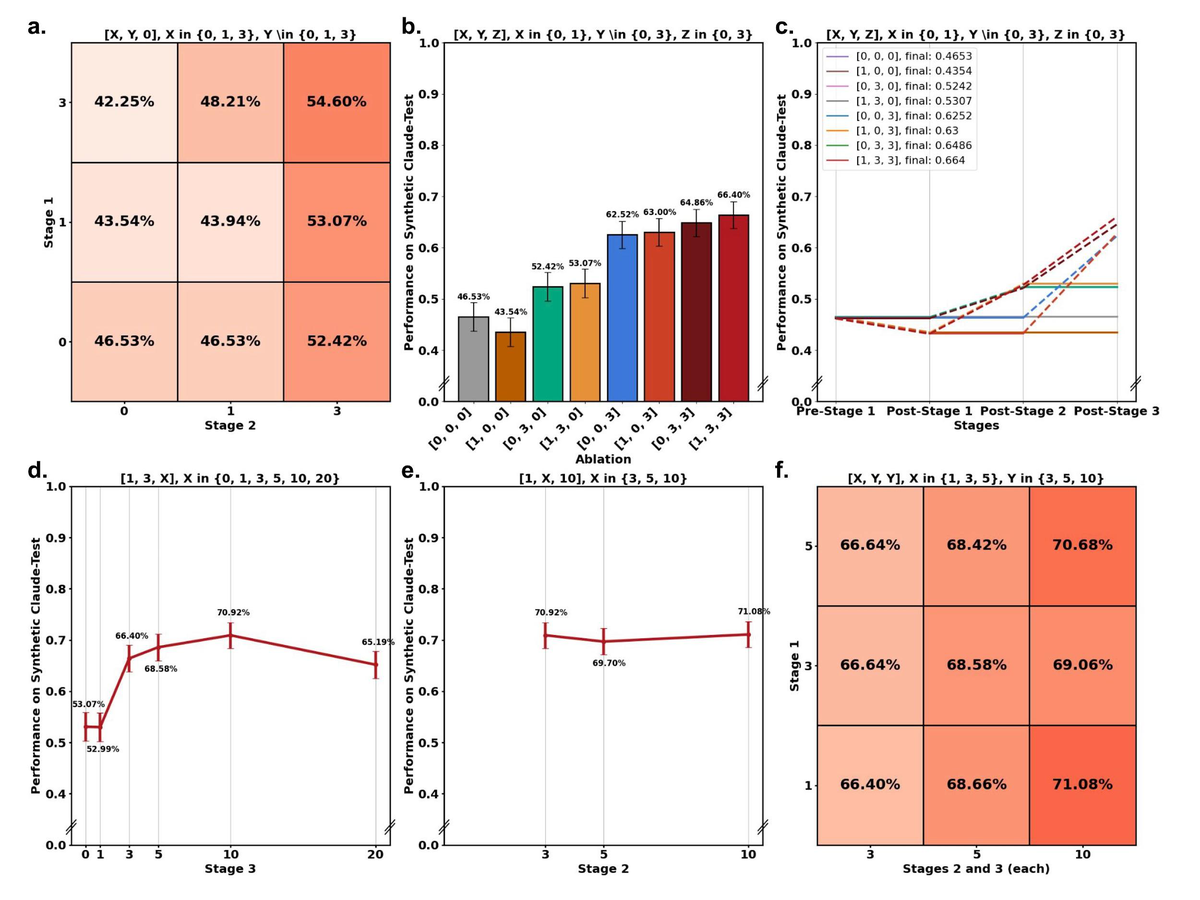 a.
[X, Y, 0], X in {0, 1, 3}, Y \in {0, 1, 3}
Stage 1
3
42.25%
48.21%
54.60%
1
43.54%
43.94%
53.07%
0
46.53%
46.53%
52.42%
0
1
3
Stage 2
b.
[X, Y, Z], X in {0, 1}, Y \in {0, 3}, Z in {0, 3}
Performance on Synthetic Claude-Test
1.0
0.9
0.8
0.7
0.6
0.5
0.4
0.0
46.53%
43.54%
52.42%
53.07%
62.52%
63.00%
64.86%
66.40%
[0, 0, 0]
[1, 0, 0]
[0, 3, 0]
[1, 3, 0]
[0, 0, 3]
[1, 0, 3]
[0, 3, 3]
[1, 3, 3]
Ablation
c.
[X, Y, Z], X in {0, 1}, Y \in {0, 3}, Z in {0, 3}
Performance on Synthetic Claude-Test
1.0
0.9
0.8
0.7
0.6
0.5
0.4
0.0
[0, 0, 0], final: 0.4653
[1, 0, 0], final: 0.4354
[0, 3, 0], final: 0.5242
[1, 3, 0], final: 0.5307
[0, 0, 3], final: 0.6252
[1, 0, 3], final: 0.63
[0, 3, 3], final: 0.6486
[1, 3, 3], final: 0.664
Pre-Stage 1
Post-Stage 1
Post-Stage 2
Post-Stage 3
Stages
d.
[1, 3, X], X in {0, 1, 3, 5, 10, 20}
Performance on Synthetic Claude-Test
1.0
0.9
0.8
0.7
0.6
0.5
0.4
0.0
53.07%
52.99%
66.40%
68.58%
70.92%
65.19%
0
1
3
5
10
20
Stage 3
e.
[1, X, 10], X in {3, 5, 10}
Performance on Synthetic Claude-Test
1.0
0.9
0.8
0.7
0.6
0.5
0.4
0.0
70.92%
69.70%
71.08%
3
5
10
Stage 2
f.
[X, Y, Y], X in {1, 3, 5}, Y in {3, 5, 10}
Stage 1
5
66.64%
68.42%
70.68%
3
66.64%
68.58%
69.06%
1
66.40%
68.66%
71.08%
3
5
10
Stages 2 and 3 (each)